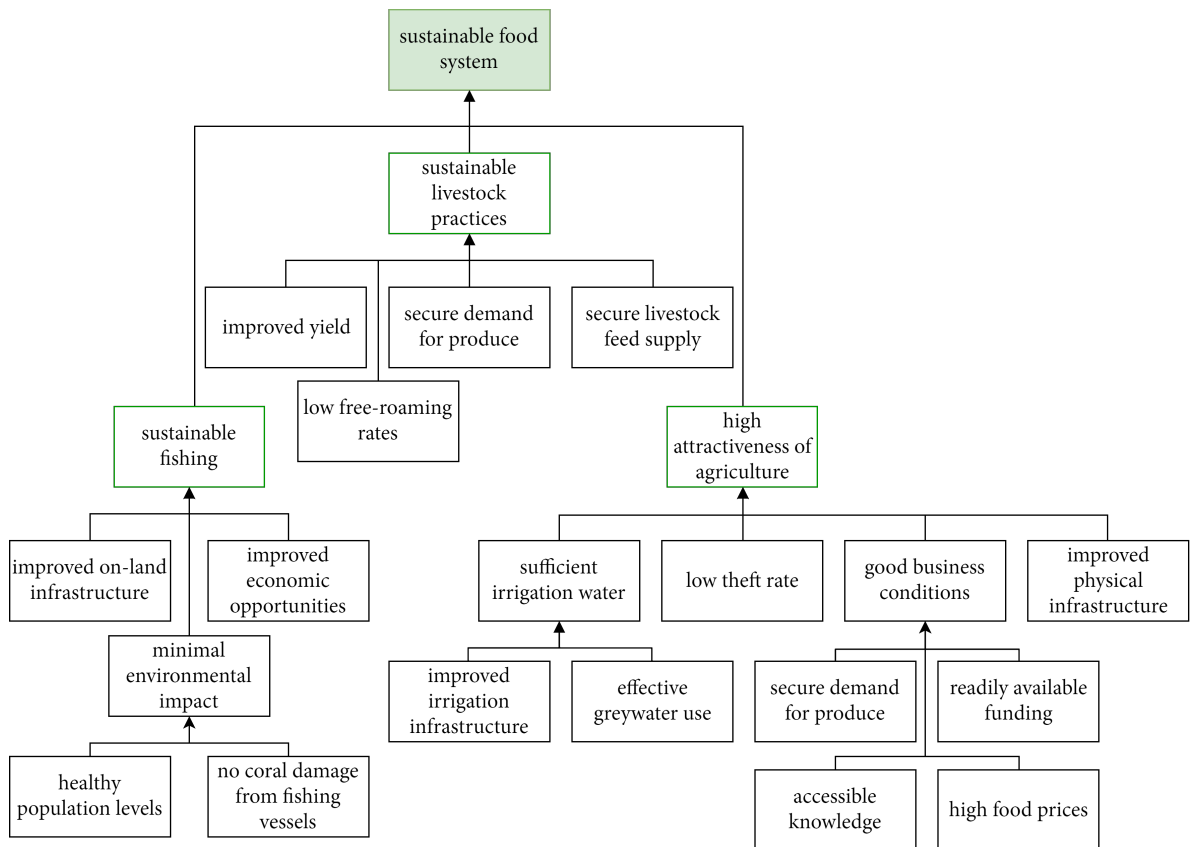 sustainable food
system
sustainable
livestock
practices
improved yield
secure demand
for produce
secure livestock
feed supply
low free-roaming
rates
sustainable
fishing
high
attractiveness of
agriculture
improved on-land
infrastructure
improved
economic
opportunities
sufficient
irrigation water
low theft rate
good business
conditions
improved
physical
infrastructure
minimal
environmental
impact
improved
irrigation
infrastructure
effective
greywater use
secure demand
for produce
readily available
funding
healthy
population levels
no coral damage
from fishing
vessels
accessible
knowledge
high food prices